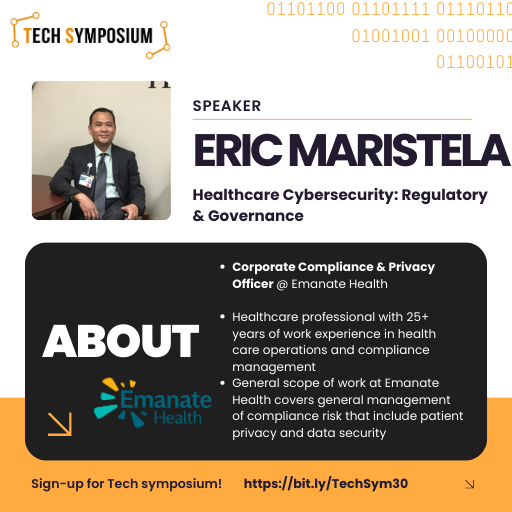 01101100 01101111 01110110
01001001 00100000
01100101
TECH SYMPOSIUM
SPEAKER
ERIC MARISTELA
Healthcare Cybersecurity: Regulatory
& Governance
ABOUT
Emanate
Health
• Corporate Compliance & Privacy
Officer @ Emanate Health
• Healthcare professional with 25+
years of work experience in health
care operations and compliance
management
• General scope of work at Emanate
Health covers general management
of compliance risk that include patient
privacy and data security
Sign-up for Tech symposium!
https://bit.ly/TechSym30